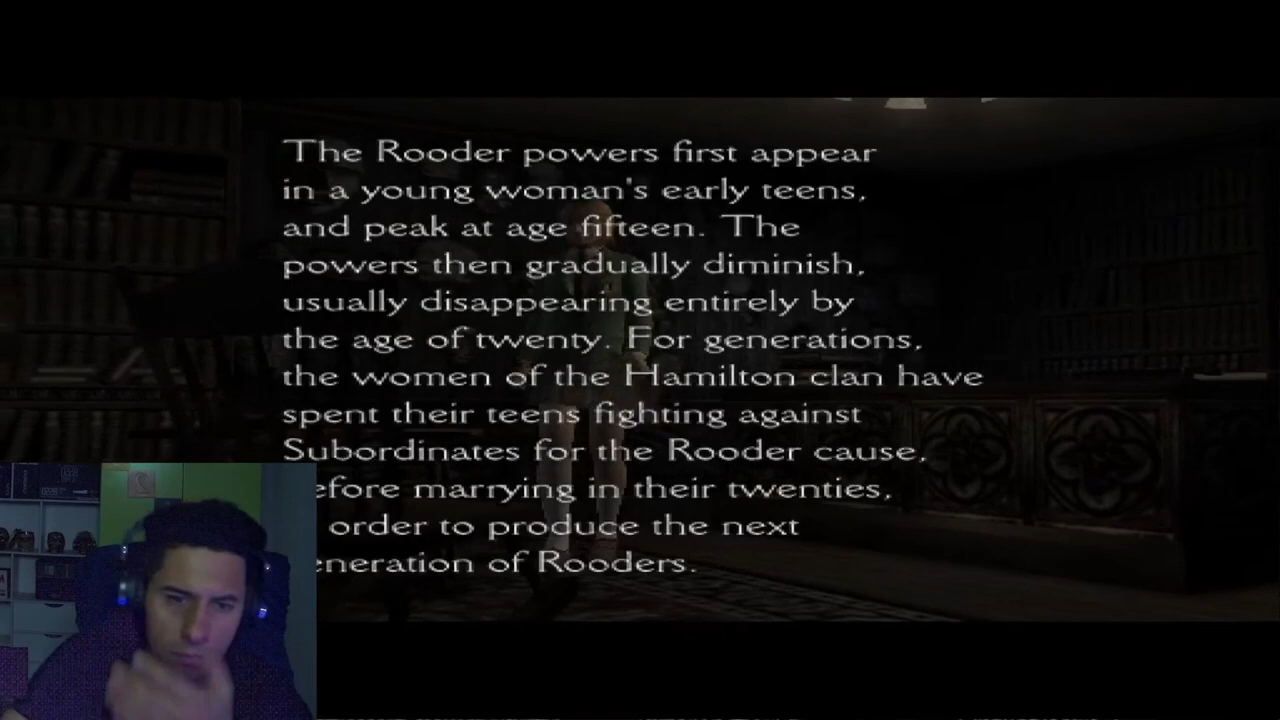 The Rooder powers first appear
in a young woman's early teens,
and peak at age fifteen. The
powers then gradually diminish,
usually disappearing entirely by
the age of twenty. For generations,
the women of the Hamilton clan have
spent their teens fighting against
Subordinates for the Rooder cause,
efore marrying in their twenties,
order to produce the next
eneration of Rooders.